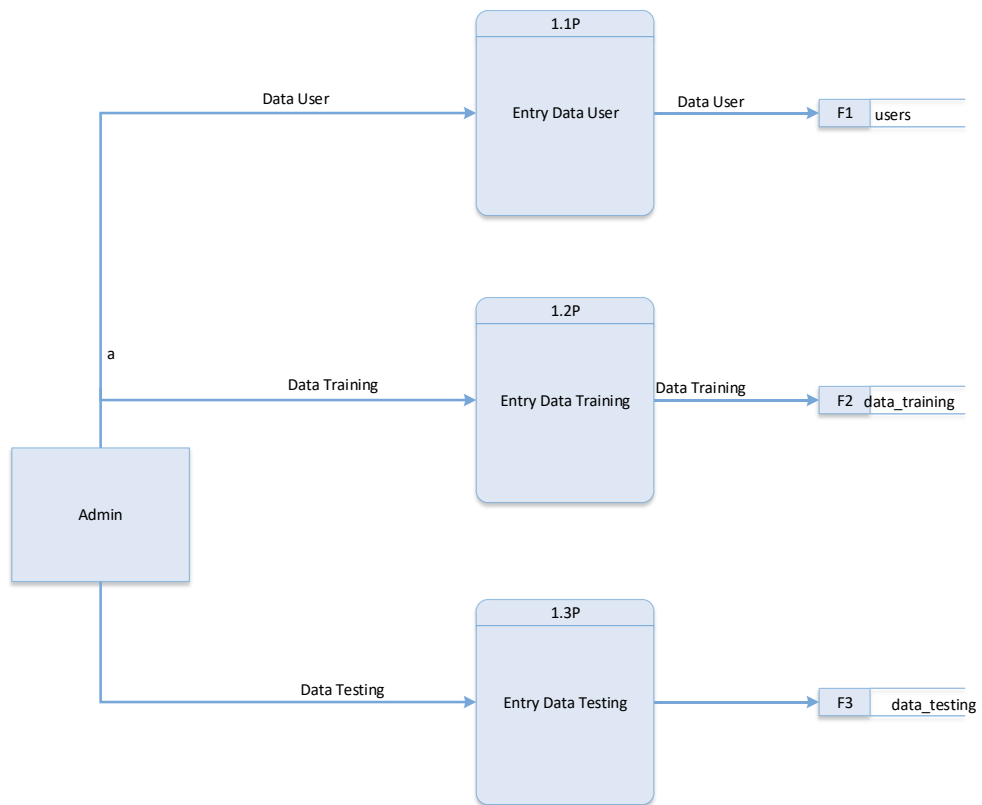 1.1P
Data User
Entry Data User
Data User
F1
users
1.2P
a
Data Training
Entry Data Training
Data Training
F2
data_training
Admin
1.3P
Data Testing
Entry Data Testing
F3
data_testing